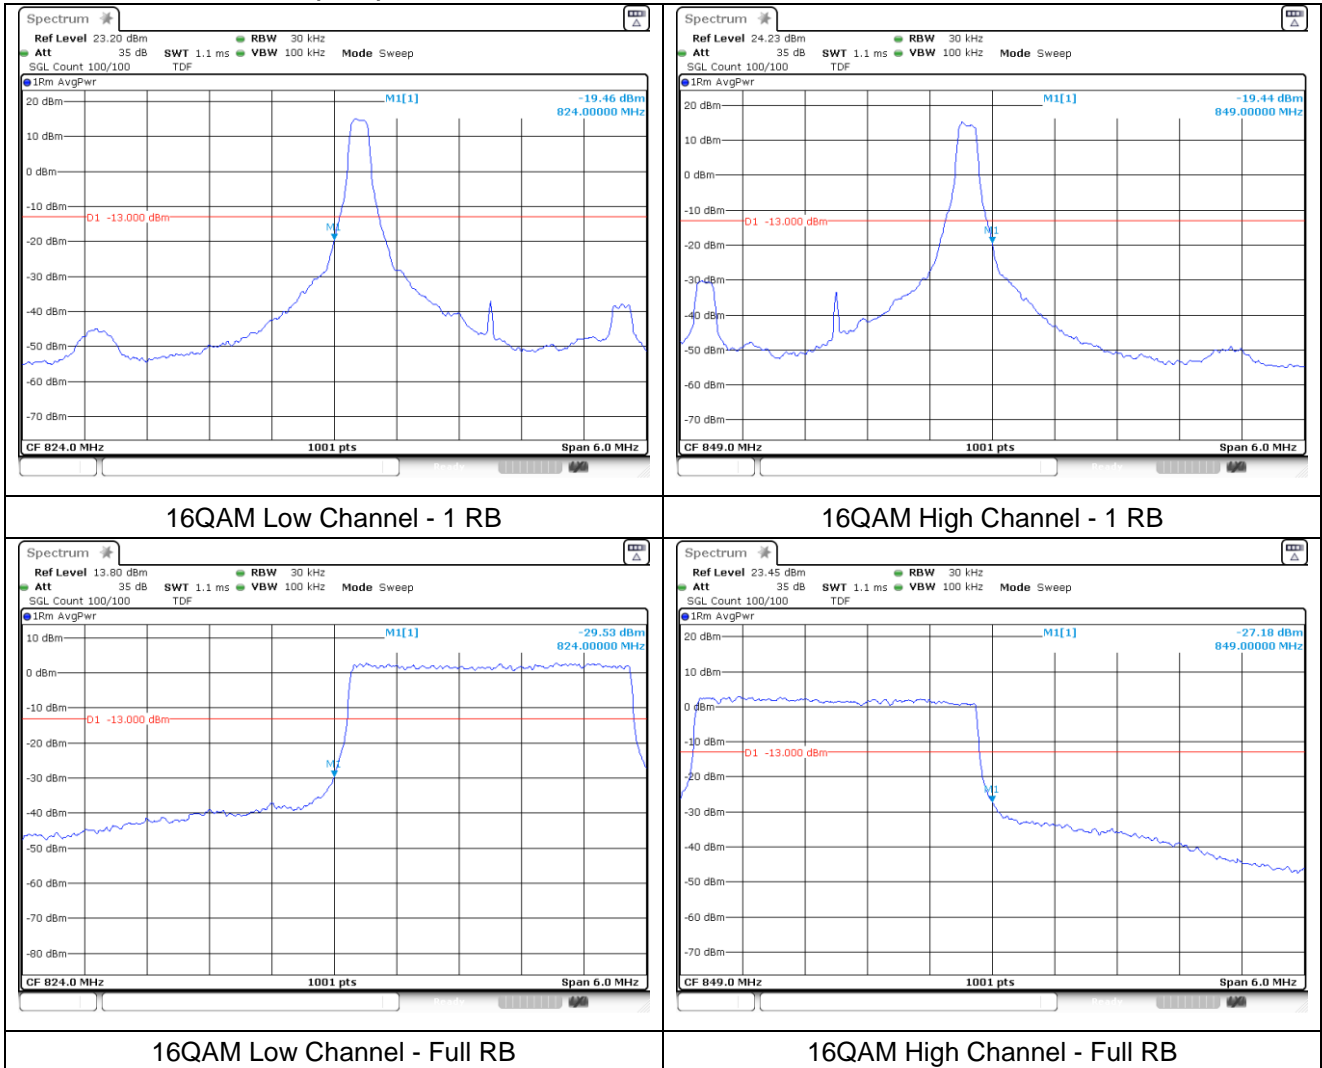 Spectrum
Ref Level 23.20 dBm RBW 30 kHz
Att 35 dB SWT 1.1 ms VBW 100 kHz Mode Sweep
SGL Count 100/100 TDF
1Rm AvgPwr
M1[1] -19.46 dBm
824.00000 MHz
20 dBm
10 dBm
0 dBm
-10 dBm
D1 -13.000 dBm
M1
-20 dBm
-30 dBm
-40 dBm
-50 dBm
-60 dBm
-70 dBm
CF 824.0 MHz 1001 pts Span 6.0 MHz
16QAM Low Channel - 1 RB
Spectrum
Ref Level 24.23 dBm RBW 30 kHz
Att 35 dB SWT 1.1 ms VBW 100 kHz Mode Sweep
SGL Count 100/100 TDF
1Rm AvgPwr
M1[1] -19.44 dBm
849.00000 MHz
20 dBm
10 dBm
0 dBm
-10 dBm
D1 -13.000 dBm
M1
-20 dBm
-30 dBm
-40 dBm
-50 dBm
-60 dBm
-70 dBm
CF 849.0 MHz 1001 pts Span 6.0 MHz
16QAM High Channel - 1 RB
Spectrum
Ref Level 13.80 dBm RBW 30 kHz
Att 35 dB SWT 1.1 ms VBW 100 kHz Mode Sweep
SGL Count 100/100 TDF
1Rm AvgPwr
M1[1] -29.53 dBm
824.00000 MHz
10 dBm
0 dBm
-10 dBm
D1 -13.000 dBm
-20 dBm
M1
-30 dBm
-40 dBm
-50 dBm
-60 dBm
-70 dBm
-80 dBm
CF 824.0 MHz 1001 pts Span 6.0 MHz
16QAM Low Channel - Full RB
Spectrum
Ref Level 23.45 dBm RBW 30 kHz
Att 35 dB SWT 1.1 ms VBW 100 kHz Mode Sweep
SGL Count 100/100 TDF
1Rm AvgPwr
M1[1] -27.18 dBm
849.00000 MHz
20 dBm
10 dBm
0 dBm
-10 dBm
D1 -13.000 dBm
-20 dBm
M1
-30 dBm
-40 dBm
-50 dBm
-60 dBm
-70 dBm
CF 849.0 MHz 1001 pts Span 6.0 MHz
16QAM High Channel - Full RB